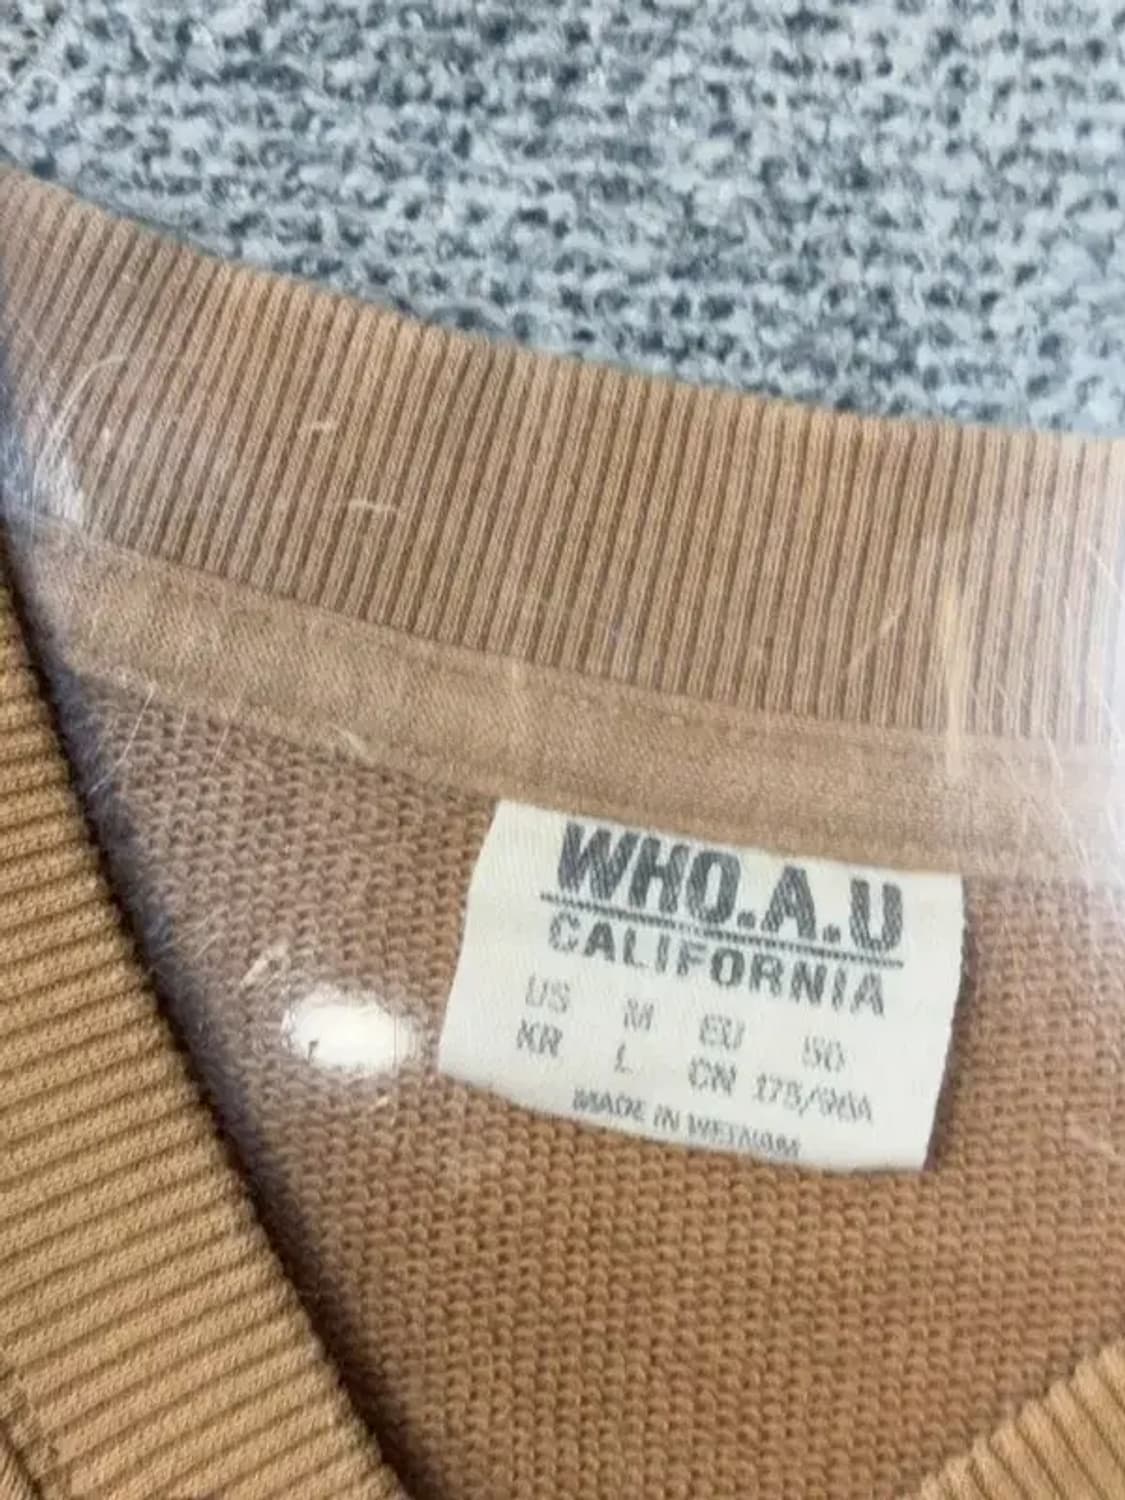 WHO.A.U
CALIFORNIA
US M EU 50
KR L CN 175/96A
MADE IN VIETNAM